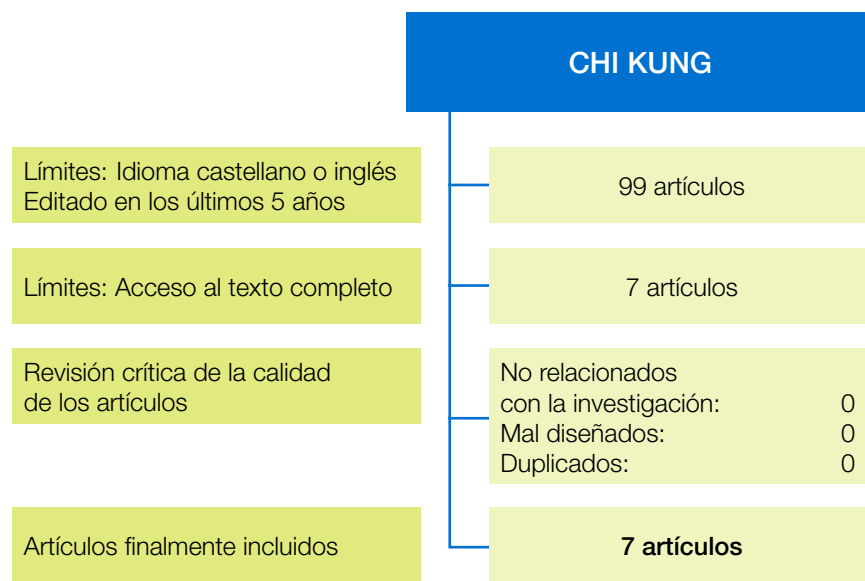 CHI KUNG
Límites: Idioma castellano o inglés
Editado en los últimos 5 años
99 artículos
Límites: Acceso al texto completo
7 artículos
Revisión crítica de la calidad
de los artículos
No relacionados
con la investigación: 0
Mal diseñados: 0
Duplicados: 0
Artículos finalmente incluidos
7 artículos